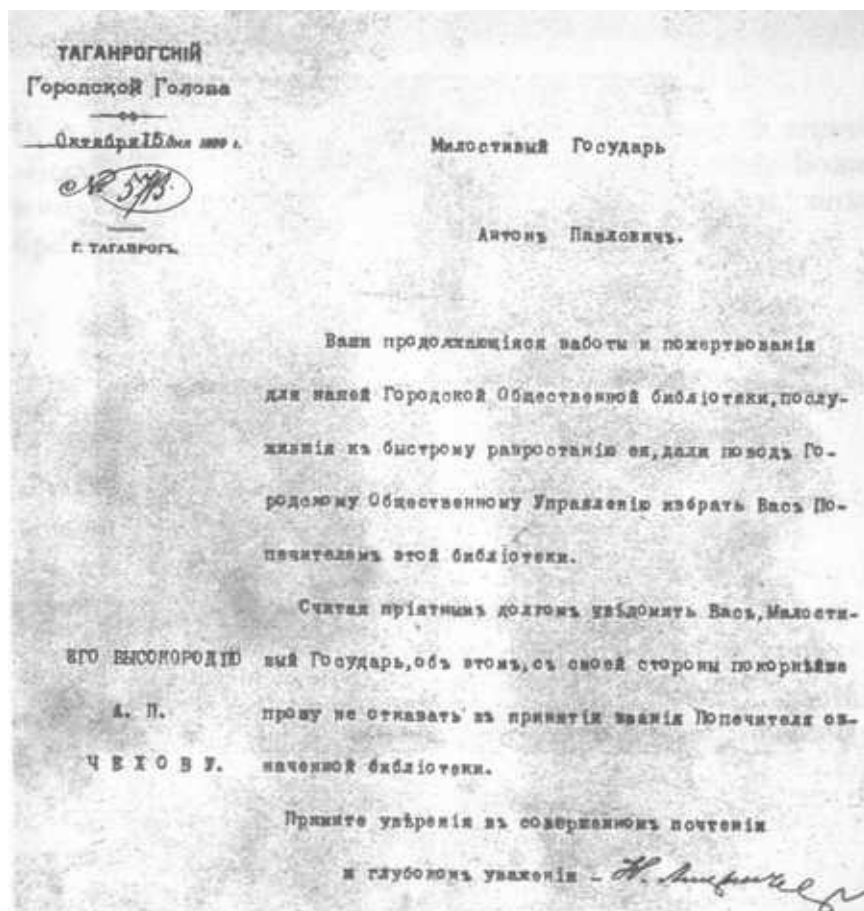 ТАГАНРОГСКІЙ
Городской Голова
Октября 15 дня 1899 г.
№ 5713.
Г. ТАГАНРОГЪ.
Милостивый Государь
Антонъ Павловичъ.
Ваши продолжающіяся заботы и пожертвованія
для нашей Городской Общественной библіотеки,послу-
жившія къ быстрому разростанію ея,дали поводъ Го-
родскому Общественному Управленію избрать Васъ По-
печителемъ этой библіотеки.
Считая пріятнымъ долгомъ увѣдомить Васъ,Милости-
вый Государь,объ этомъ,съ своей стороны покорнѣйше
прошу не отказать въ принятіи званія Попечителя оз-
наченной библіотеки.
Примите увѣренія въ совершенномъ почтеніи
и глубокомъ уваженіи –
ЕГО ВЫСОКОРОДІЮ
А. П.
ЧЕХОВУ.